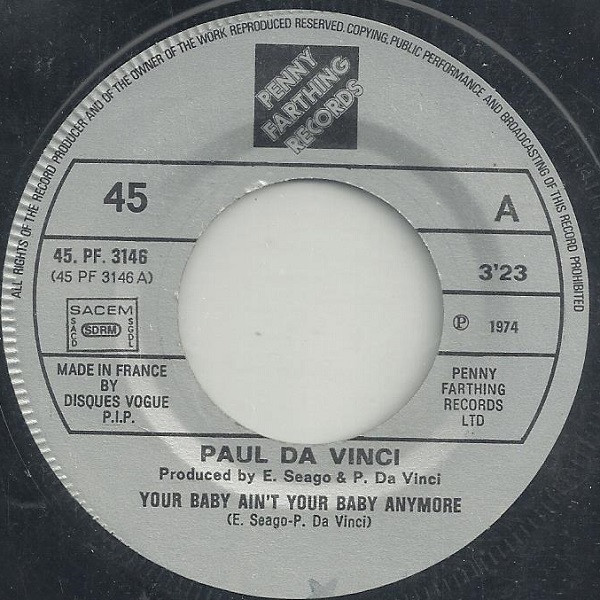 ALL RIGHTS OF THE RECORD PRODUCER AND OF THE OWNER OF THE WORK REPRODUCED RESERVED. COPYING, PUBLIC PERFORMANCE AND BROADCASTING OF THIS RECORD PROHIBITED
PENNY
FARTHING
RECORDS
45
A
45. PF. 3146
(45 PF 3146 A)
3'23
SACEM
SACD
SDRM
SGDL
℗ 1974
MADE IN FRANCE
BY
DISQUES VOGUE
P.I.P.
PENNY
FARTHING
RECORDS
LTD
PAUL DA VINCI
Produced by E. Seago & P. Da Vinci
YOUR BABY AIN'T YOUR BABY ANYMORE
(E. Seago-P. Da Vinci)